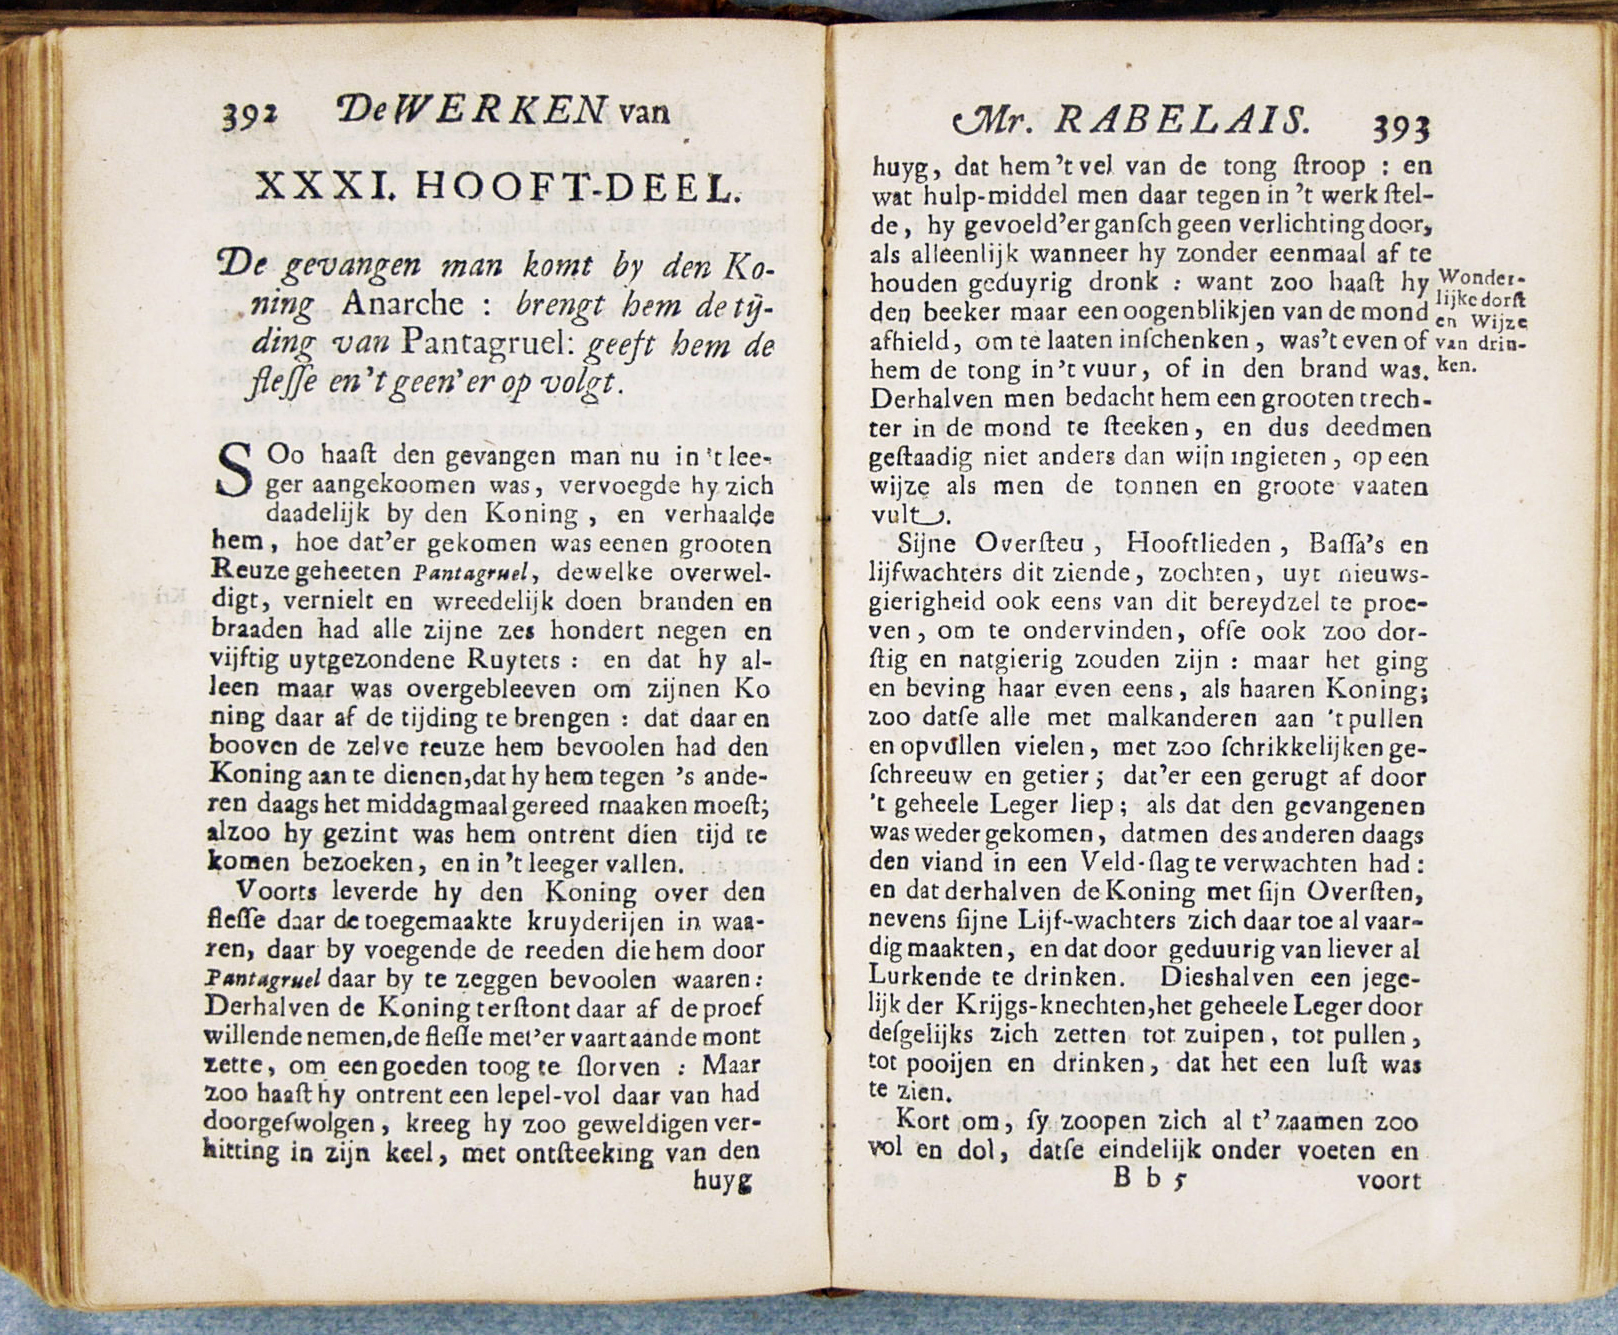 392 De WERKEN van
XXXI. HOOFT-DEEL.
De gevangen man komt by den Ko-
ning Anarche : brengt hem de tij-
ding van Pantagruel: geeft hem de
flesſe en 't geen' er op volgt.
SOo haaſt den gevangen man nu in 't lee-
ger aangekoomen was, vervoegde hy zich
daadelijk by den Koning, en verhaalde
hem, hoe dat'er gekomen was eenen grooten
Reuze geheeten Pantagruel, dewelke overwel-
digt, vernielt en wreedelijk doen branden en
braaden had alle zijne zes hondert negen en
vijftig uytgezondene Ruyters : en dat hy al-
leen maar was overgebleeven om zijnen Ko
ning daar af de tijding te brengen : dat daar en
booven de zelve reuze hem bevoolen had den
Koning aan te dienen, dat hy hem tegen 's ande-
ren daags het middagmaal gereed maaken moeſt;
alzoo hy gezint was hem ontrent dien tijd te
komen bezoeken, en in 't leeger vallen.
Voorts leverde hy den Koning over den
fleſſe daar de toegemaakte kruyderijen in waa-
ren, daar by voegende de reeden die hem door
Pantagruel daar by te zeggen bevoolen waaren:
Derhalven de Koning terſtont daar af de proef
willende nemen, de fleſſe met'er vaart aande mont
zette, om een goeden toog te ſlorven : Maar
zoo haaſt hy ontrent een lepel-vol daar van had
doorgeſwolgen, kreeg hy zoo geweldigen ver-
hitting in zijn keel, met ontſteeking van den
huyg
Mr. RABELAIS. 393
huyg, dat hem 't vel van de tong ſtroop : en
wat hulp-middel men daar tegen in 't werk ſtel-
de, hy gevoeld'er ganſch geen verlichting door,
als alleenlijk wanneer hy zonder eenmaal af te
houden geduyrig dronk : want zoo haaſt hy
den beeker maar een oogenblikjen van de mond
afhield, om te laaten inſchenken, was't even of
hem de tong in 't vuur, of in den brand was.
Wonder-
lijke dorſt
en Wijze
van drin-
ken.
Derhalven men bedacht hem een grooten trech-
ter in de mond te ſteeken, en dus deedmen
geſtaadig niet anders dan wijn ingieten, op een
wijze als men de tonnen en groote vaaten
vult.
Sijne Overſten, Hooftlieden, Baſſa's en
lijfwachters dit ziende, zochten, uyt nieuws-
gierigheid ook eens van dit bereydzel te proe-
ven, om te ondervinden, offe ook zoo dor-
ſtig en natgierig zouden zijn : maar het ging
en beving haar even eens, als haaren Koning;
zoo datſe alle met malkanderen aan 't pullen
en opvullen vielen, met zoo ſchrikkelijken ge-
ſchreeuw en getier; dat'er een gerugt af door
't geheele Leger liep; als dat den gevangenen
was weder gekomen, datmen des anderen daags
den viand in een Veld-ſlag te verwachten had:
en dat derhalven de Koning met ſijn Overſten,
nevens ſijne Lijf-wachters zich daar toe al vaar-
dig maakten, en dat door geduurig van liever al
Lurkende te drinken. Dieshalven een jege-
lijk der Krijgs-knechten, het geheele Leger door
deſgelijks zich zetten tot zuipen, tot pullen,
tot pooijen en drinken, dat het een luſt was
te zien.
Kort om, ſy zoopen zich al t' zaamen zoo
vol en dol, datſe eindelijk onder voeten en
B b 5 voort